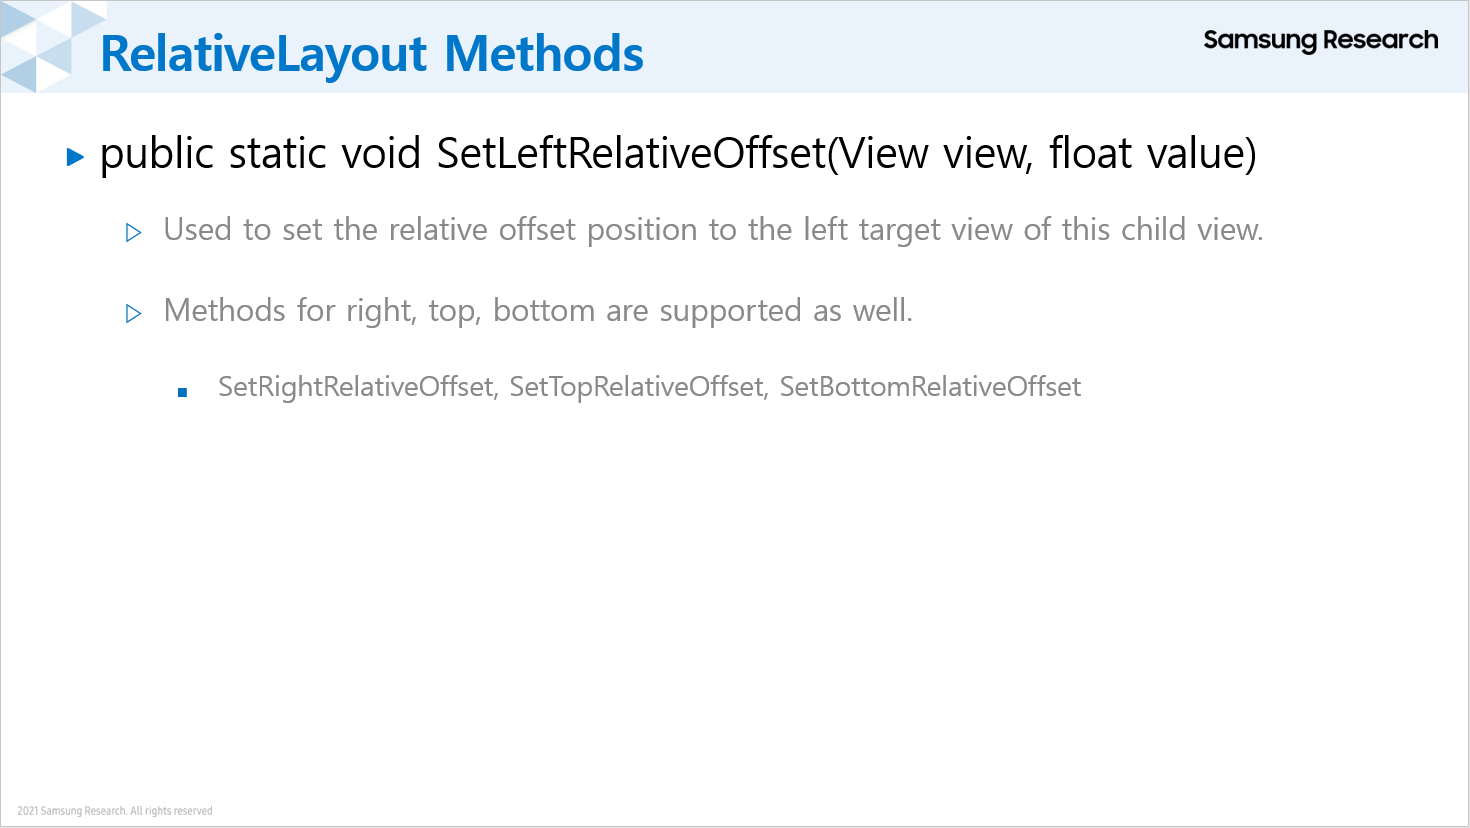 RelativeLayout Methods
Samsung Research
public static void SetLeftRelativeOffset(View view, float value)
Used to set the relative offset position to the left target view of this child view.
Methods for right, top, bottom are supported as well.
SetRightRelativeOffset, SetTopRelativeOffset, SetBottomRelativeOffset
2021 Samsung Research. All rights reserved